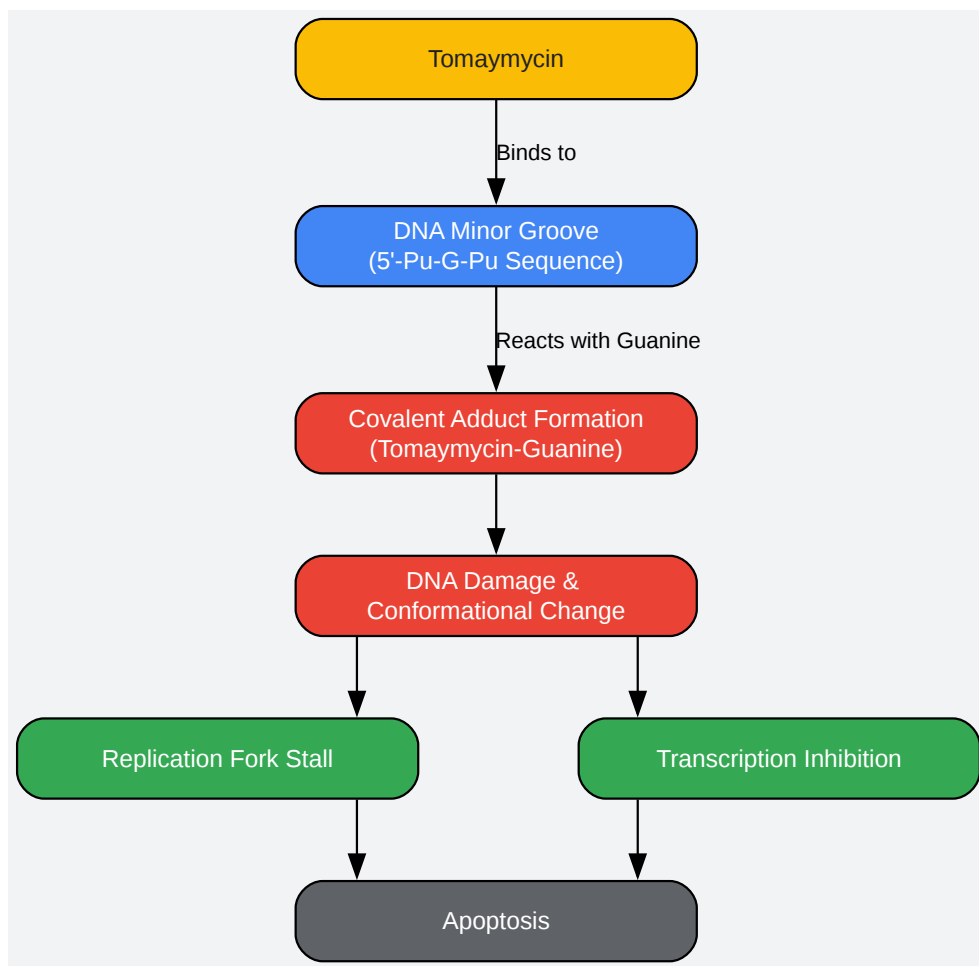 Tomaymycin
Binds to
DNA Minor Groove
(5'-Pu-G-Pu Sequence)
Reacts with Guanine
Covalent Adduct Formation
(Tomaymycin-Guanine)
DNA Damage &
Conformational Change
Replication Fork Stall
Transcription Inhibition
Apoptosis